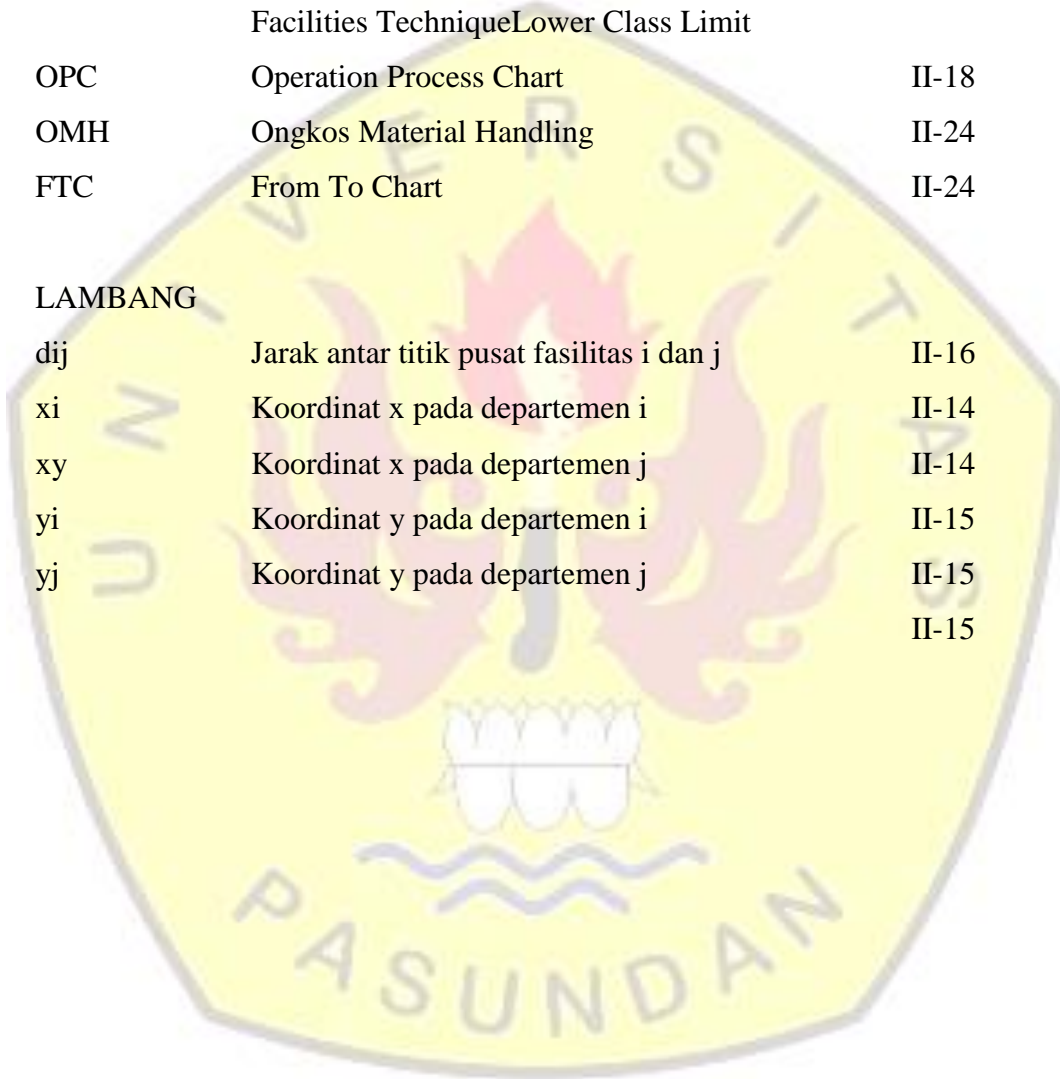 Facilities TechniqueLower Class Limit
OPC Operation Process Chart II-18
OMH Ongkos Material Handling II-24
FTC From To Chart II-24
LAMBANG
dij Jarak antar titik pusat fasilitas i dan j II-16
xi Koordinat x pada departemen i II-14
xy Koordinat x pada departemen j II-14
yi Koordinat y pada departemen i II-15
yj Koordinat y pada departemen j II-15
II-15
UNIVERSITAS
PASUNDAN